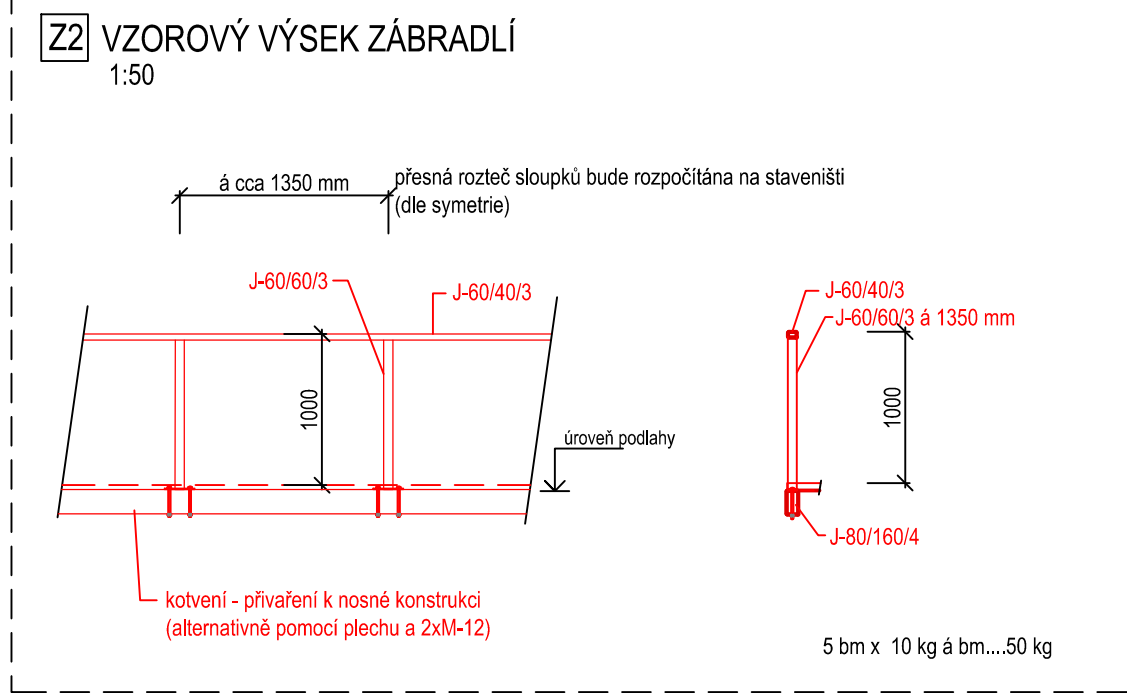 Z2 VZOROVÝ VÝSEK ZÁBRADLÍ
1:50
á cca 1350 mm
přesná rozteč sloupků bude rozpočítána na staveništi
(dle symetrie)
J-60/60/3
J-60/40/3
1000
úroveň podlahy
kotvení - přivaření k nosné konstrukci
(alternativně pomocí plechu a 2xM-12)
J-60/40/3
J-60/60/3 á 1350 mm
1000
J-80/160/4
5 bm x 10 kg á bm....50 kg